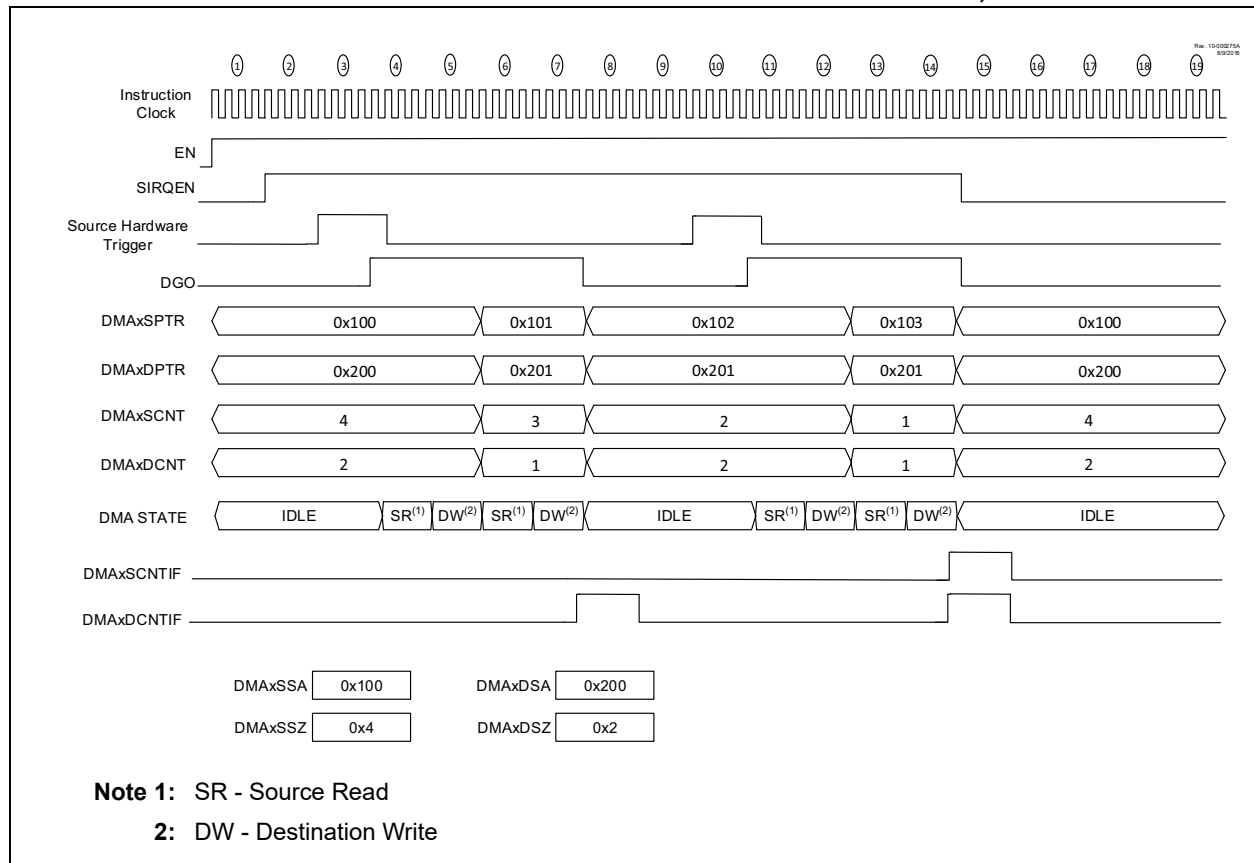 Rev. 10-000275A
8/9/2016
1 2 3 4 5 6 7 8 9 10 11 12 13 14 15 16 17 18 19
Instruction
Clock
EN
SIRQEN
Source Hardware
Trigger
DGO
DMAxSPTR 0x100 0x101 0x102 0x103 0x100
DMAxDPTR 0x200 0x201 0x201 0x201 0x200
DMAxSCNT 4 3 2 1 4
DMAxDCNT 2 1 2 1 2
DMA STATE IDLE SR(1) DW(2) SR(1) DW(2) IDLE SR(1) DW(2) SR(1) DW(2) IDLE
DMAxSCNTIF
DMAxDCNTIF
DMAxSSA 0x100 DMAxDSA 0x200
DMAxSSZ 0x4 DMAxDSZ 0x2
Note 1: SR - Source Read
2: DW - Destination Write